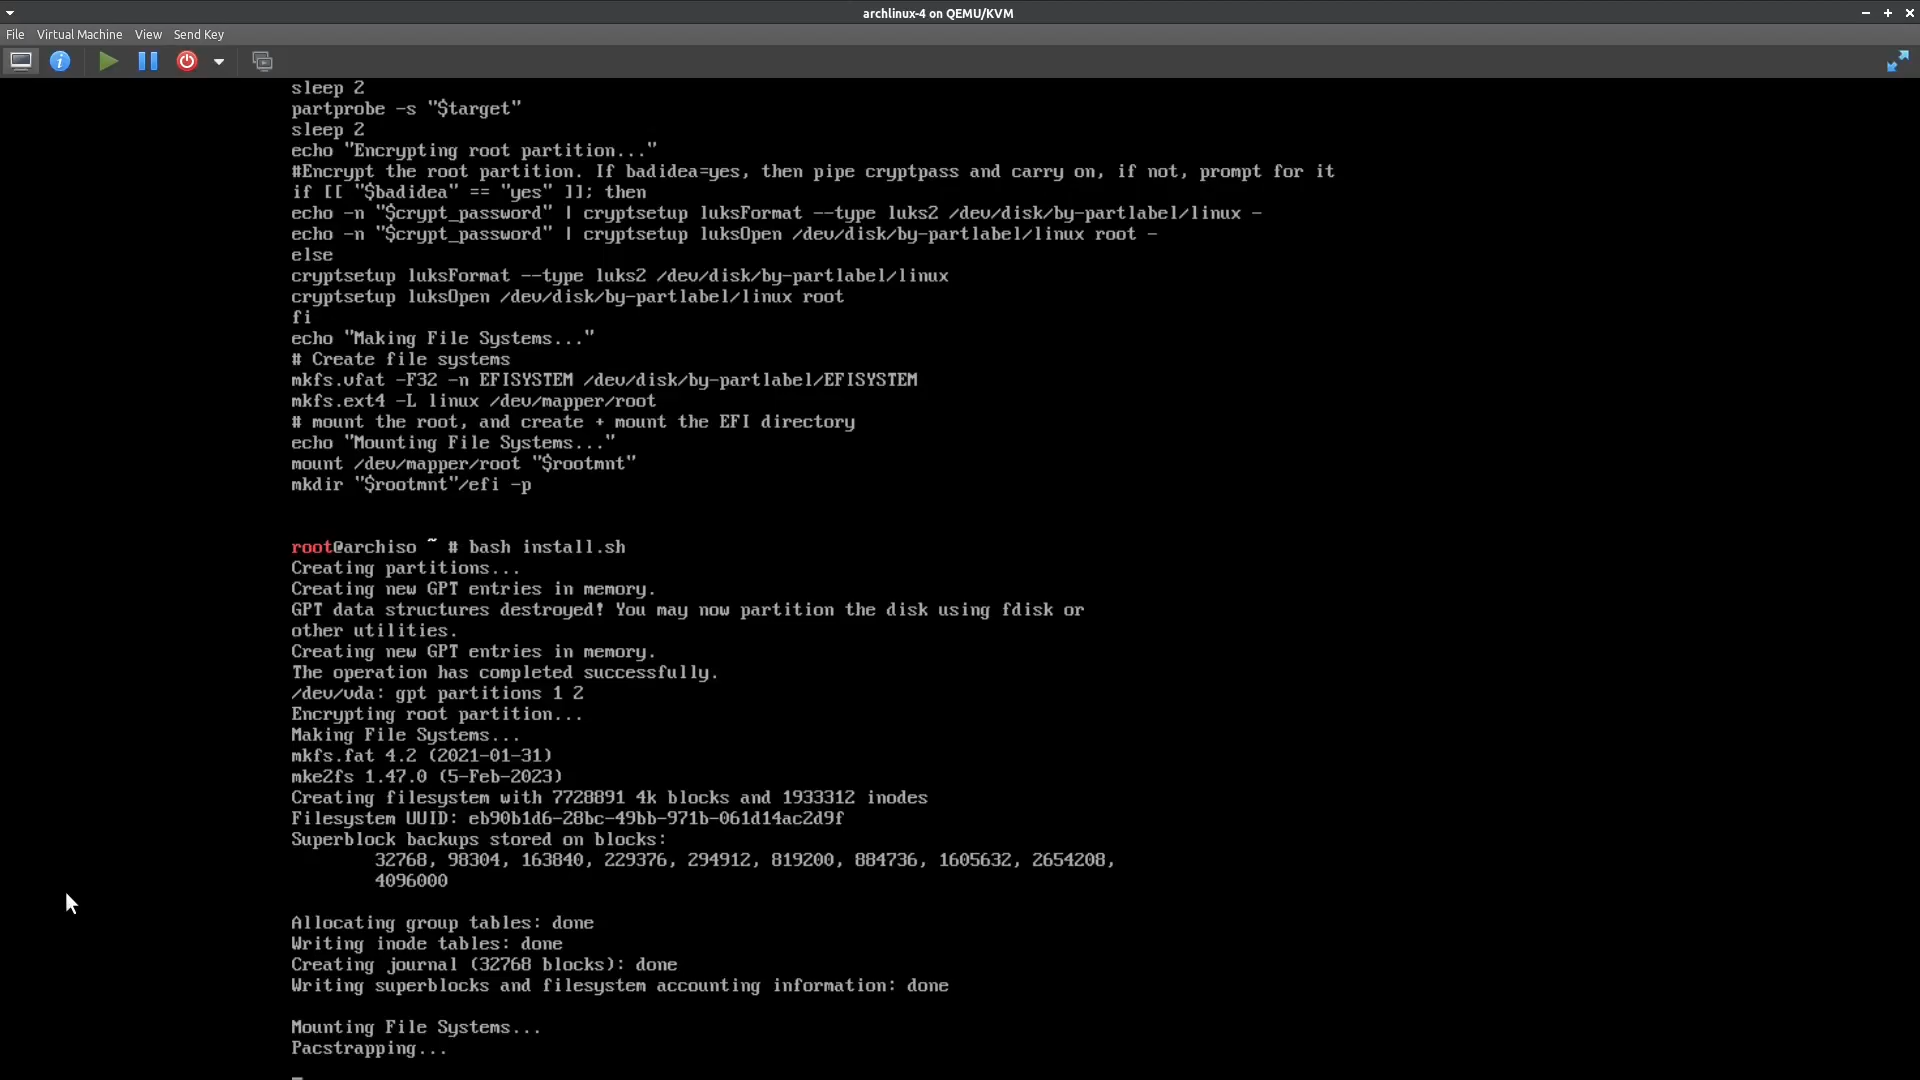 archlinux-4 on QEMU/KVM
File Virtual Machine View Send Key
sleep 2
partprobe -s "$target"
sleep 2
echo "Encrypting root partition..."
#Encrypt the root partition. If badidea=yes, then pipe cryptpass and carry on, if not, prompt for it
if [[ "$badidea" == "yes" ]]; then
echo -n "$crypt_password" | cryptsetup luksFormat --type luks2 /dev/disk/by-partlabel/linux -
echo -n "$crypt_password" | cryptsetup luksOpen /dev/disk/by-partlabel/linux root -
else
cryptsetup luksFormat --type luks2 /dev/disk/by-partlabel/linux
cryptsetup luksOpen /dev/disk/by-partlabel/linux root
fi
echo "Making File Systems..."
# Create file systems
mkfs.vfat -F32 -n EFISYSTEM /dev/disk/by-partlabel/EFISYSTEM
mkfs.ext4 -L linux /dev/mapper/root
# mount the root, and create + mount the EFI directory
echo "Mounting File Systems..."
mount /dev/mapper/root "$rootmnt"
mkdir "$rootmnt"/efi -p
root@archiso ~ # bash install.sh
Creating partitions...
Creating new GPT entries in memory.
GPT data structures destroyed! You may now partition the disk using fdisk or
other utilities.
Creating new GPT entries in memory.
The operation has completed successfully.
/dev/vda: gpt partitions 1 2
Encrypting root partition...
Making File Systems...
mkfs.fat 4.2 (2021-01-31)
mke2fs 1.47.0 (5-Feb-2023)
Creating filesystem with 7728891 4k blocks and 1933312 inodes
Filesystem UUID: eb90b1d6-28bc-49bb-971b-061d14ac2d9f
Superblock backups stored on blocks:
32768, 98304, 163840, 229376, 294912, 819200, 884736, 1605632, 2654208,
4096000
Allocating group tables: done
Writing inode tables: done
Creating journal (32768 blocks): done
Writing superblocks and filesystem accounting information: done
Mounting File Systems...
Pacstrapping...